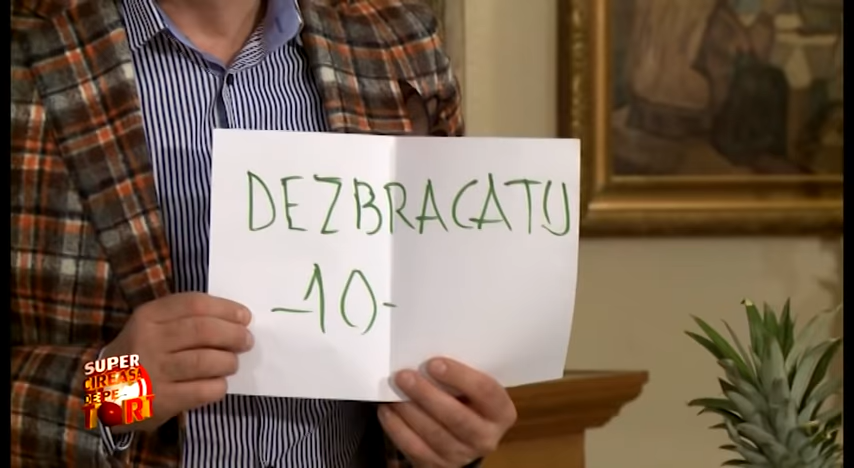 DEZBRACATU
-10-
SUPER
CIREASA
DE PE
TORT